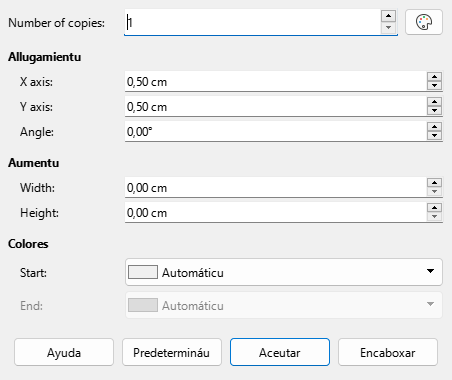 Number of copies: 1
Allugamientu
X axis: 0,50 cm
Y axis: 0,50 cm
Angle: 0,00°
Aumentu
Width: 0,00 cm
Height: 0,00 cm
Colores
Start: Automáticu
End: Automáticu
Ayuda Predetermináu Aceutar Encaboxar